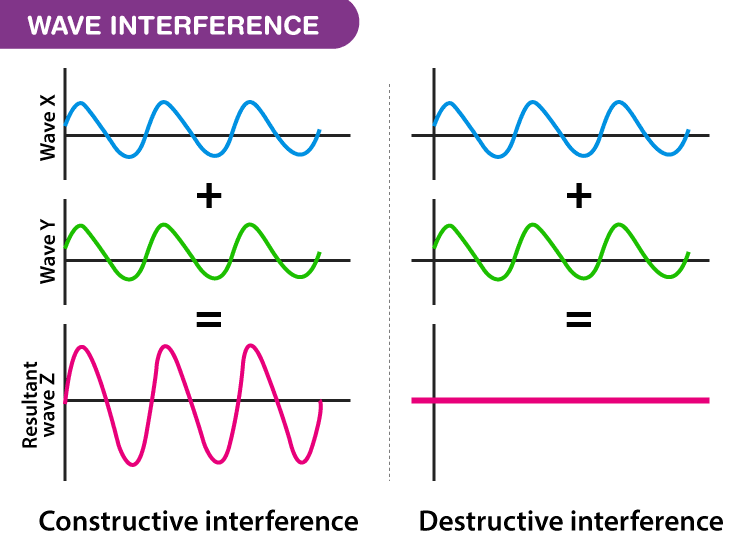 WAVE INTERFERENCE
Wave X
+
+
Wave Y
=
=
Resultant
wave Z
Constructive interference
Destructive interference